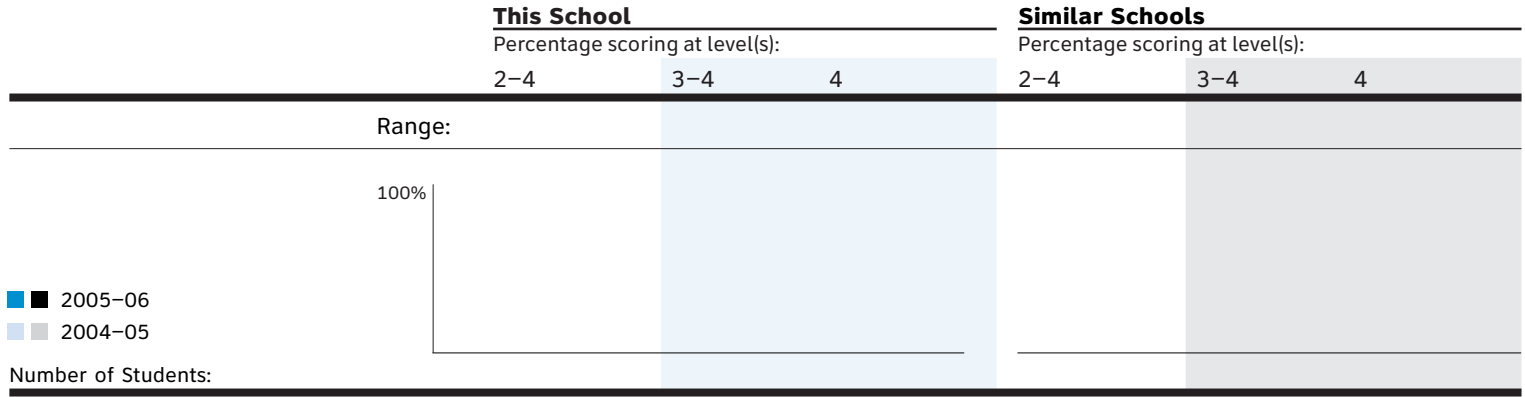 This School Similar Schools
Percentage scoring at level(s): Percentage scoring at level(s):
2–4 3–4 4 2–4 3–4 4
Range:
100%
2005–06
2004–05
Number of Students: